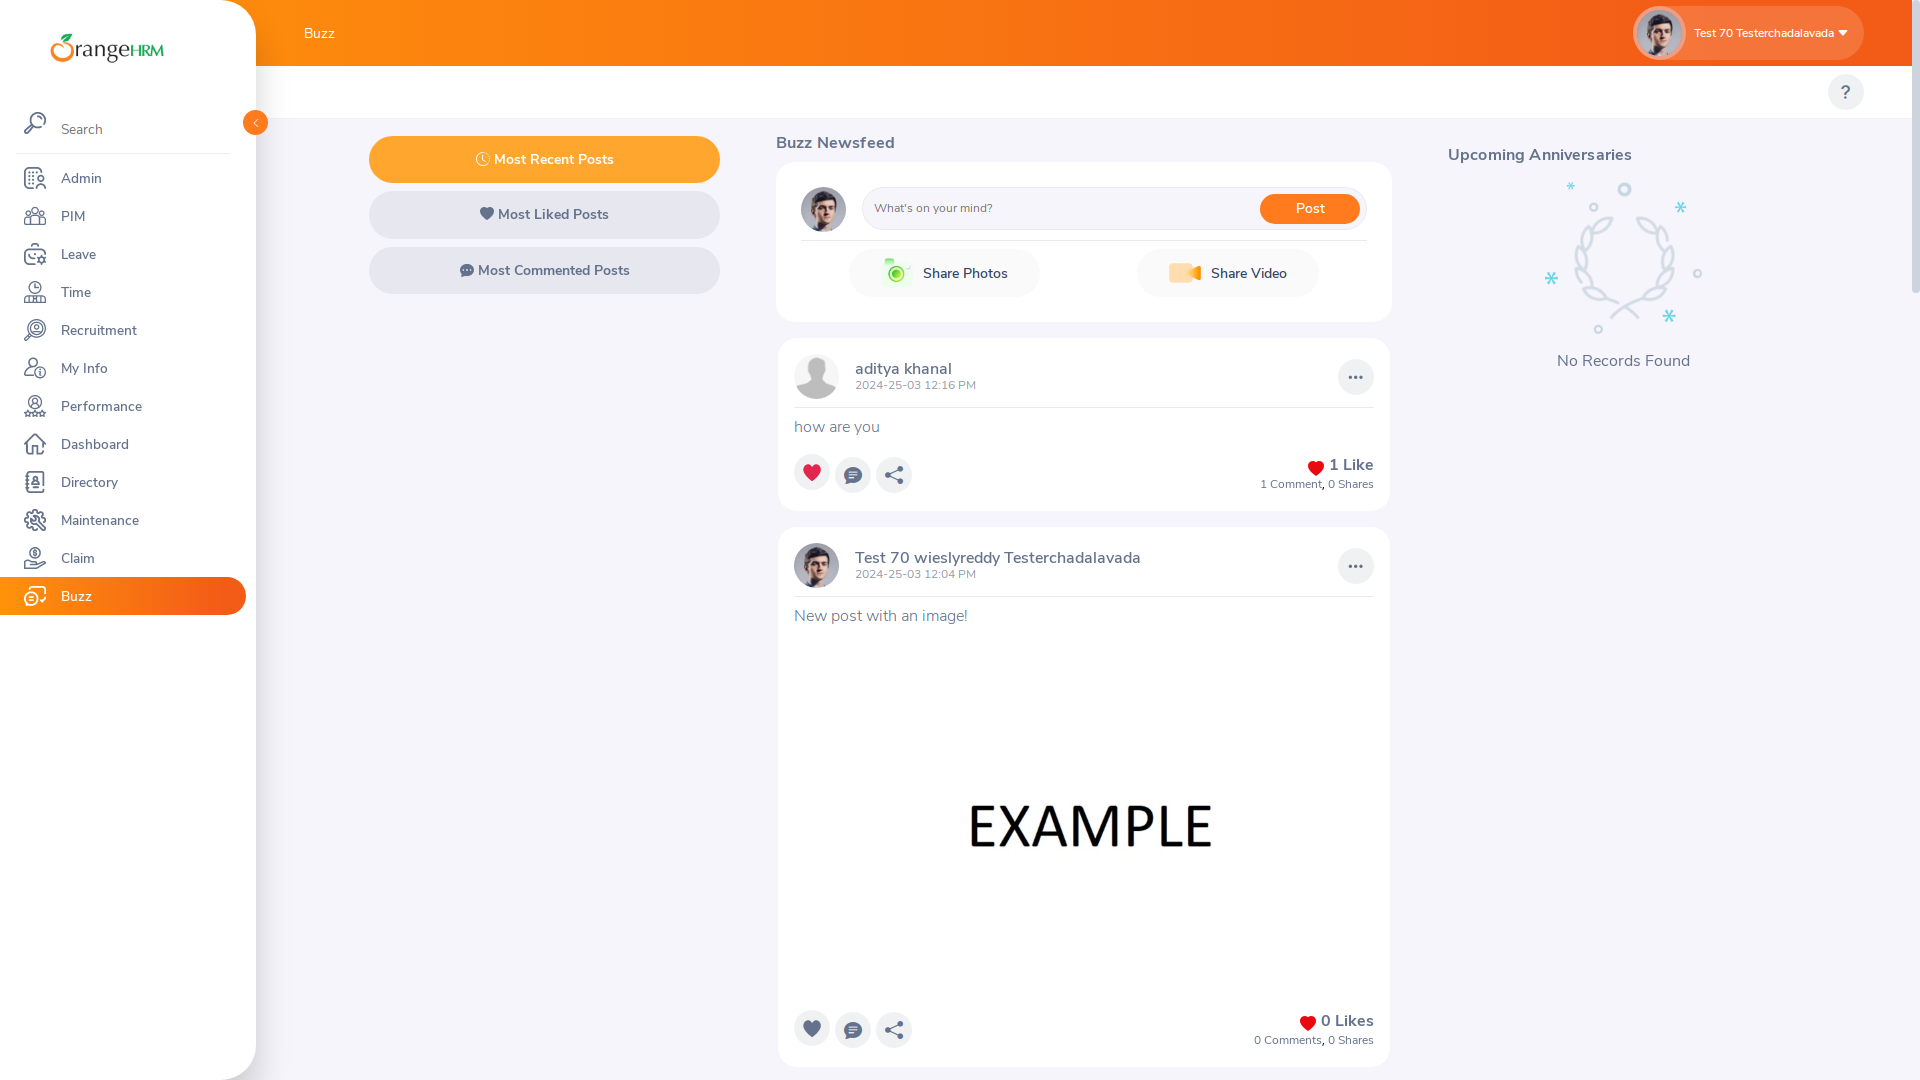 OrangeHRM
Search
Admin
PIM
Leave
Time
Recruitment
My Info
Performance
Dashboard
Directory
Maintenance
Claim
Buzz
Buzz
Test 70 Testerchadalavada
?
Most Recent Posts
Most Liked Posts
Most Commented Posts
Buzz Newsfeed
What's on your mind?
Post
Share Photos
Share Video
aditya khanal
2024-25-03 12:16 PM
how are you
1 Like
1 Comment, 0 Shares
Test 70 wieslyreddy Testerchadalavada
2024-25-03 12:04 PM
New post with an image!
EXAMPLE
0 Likes
0 Comments, 0 Shares
Upcoming Anniversaries
No Records Found